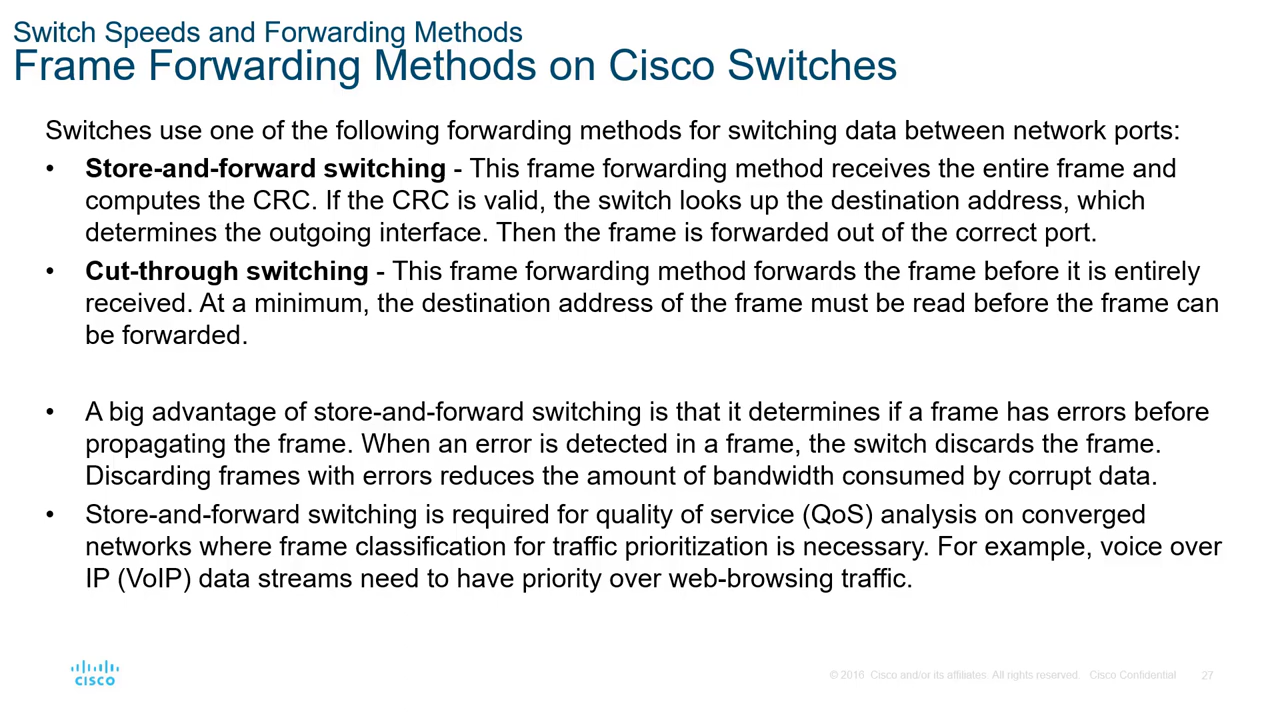 Switch Speeds and Forwarding Methods
Frame Forwarding Methods on Cisco Switches
Switches use one of the following forwarding methods for switching data between network ports:
• Store-and-forward switching - This frame forwarding method receives the entire frame and
computes the CRC. If the CRC is valid, the switch looks up the destination address, which
determines the outgoing interface. Then the frame is forwarded out of the correct port.
• Cut-through switching - This frame forwarding method forwards the frame before it is entirely
received. At a minimum, the destination address of the frame must be read before the frame can
be forwarded.
• A big advantage of store-and-forward switching is that it determines if a frame has errors before
propagating the frame. When an error is detected in a frame, the switch discards the frame.
Discarding frames with errors reduces the amount of bandwidth consumed by corrupt data.
• Store-and-forward switching is required for quality of service (QoS) analysis on converged
networks where frame classification for traffic prioritization is necessary. For example, voice over
IP (VoIP) data streams need to have priority over web-browsing traffic.
CISCO
© 2016 Cisco and/or its affiliates. All rights reserved. Cisco Confidential 27